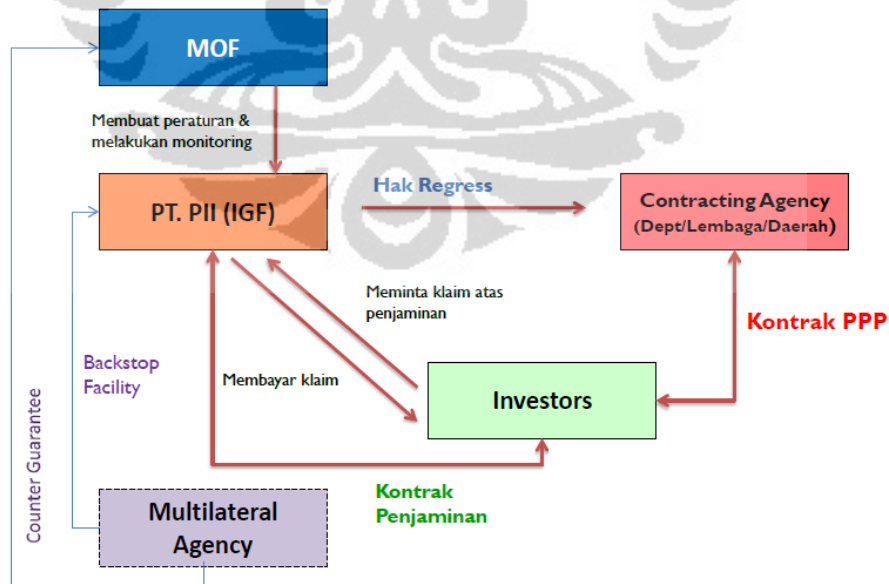 MOF
Membuat peraturan &
melakukan monitoring
PT. PII (IGF)
Hak Regress
Contracting Agency
(Dept/Lembaga/Daerah)
Meminta klaim atas
penjaminan
Kontrak PPP
Backstop
Facility
Membayar klaim
Investors
Counter Guarantee
Kontrak
Penjaminan
Multilateral
Agency